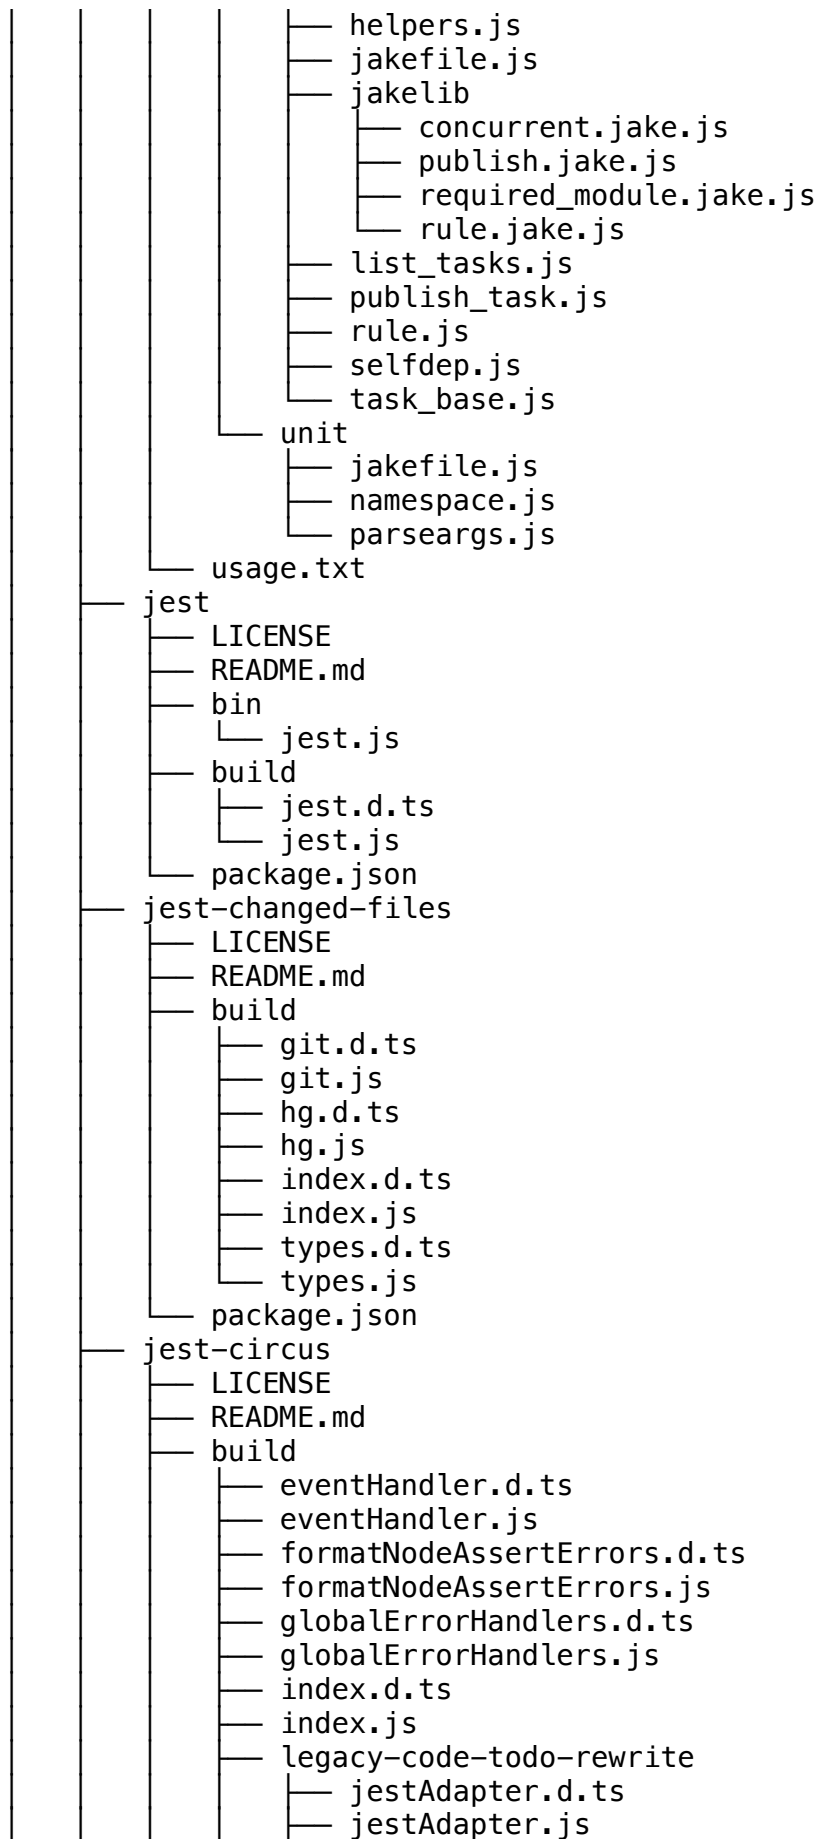 │   │   │   │   ├── helpers.js
│   │   │   │   ├── jakefile.js
│   │   │   │   ├── jakelib
│   │   │   │   │   ├── concurrent.jake.js
│   │   │   │   │   ├── publish.jake.js
│   │   │   │   │   ├── required_module.jake.js
│   │   │   │   │   └── rule.jake.js
│   │   │   │   ├── list_tasks.js
│   │   │   │   ├── publish_task.js
│   │   │   │   ├── rule.js
│   │   │   │   ├── selfdep.js
│   │   │   │   └── task_base.js
│   │   │   └── unit
│   │   │       ├── jakefile.js
│   │   │       ├── namespace.js
│   │   │       └── parseargs.js
│   │   └── usage.txt
│   ├── jest
│   │   ├── LICENSE
│   │   ├── README.md
│   │   ├── bin
│   │   │   └── jest.js
│   │   ├── build
│   │   │   ├── jest.d.ts
│   │   │   └── jest.js
│   │   └── package.json
│   ├── jest-changed-files
│   │   ├── LICENSE
│   │   ├── README.md
│   │   ├── build
│   │   │   ├── git.d.ts
│   │   │   ├── git.js
│   │   │   ├── hg.d.ts
│   │   │   ├── hg.js
│   │   │   ├── index.d.ts
│   │   │   ├── index.js
│   │   │   ├── types.d.ts
│   │   │   └── types.js
│   │   └── package.json
│   ├── jest-circus
│   │   ├── LICENSE
│   │   ├── README.md
│   │   ├── build
│   │   │   ├── eventHandler.d.ts
│   │   │   ├── eventHandler.js
│   │   │   ├── formatNodeAssertErrors.d.ts
│   │   │   ├── formatNodeAssertErrors.js
│   │   │   ├── globalErrorHandlers.d.ts
│   │   │   ├── globalErrorHandlers.js
│   │   │   ├── index.d.ts
│   │   │   ├── index.js
│   │   │   ├── legacy-code-todo-rewrite
│   │   │   │   ├── jestAdapter.d.ts
│   │   │   │   ├── jestAdapter.js